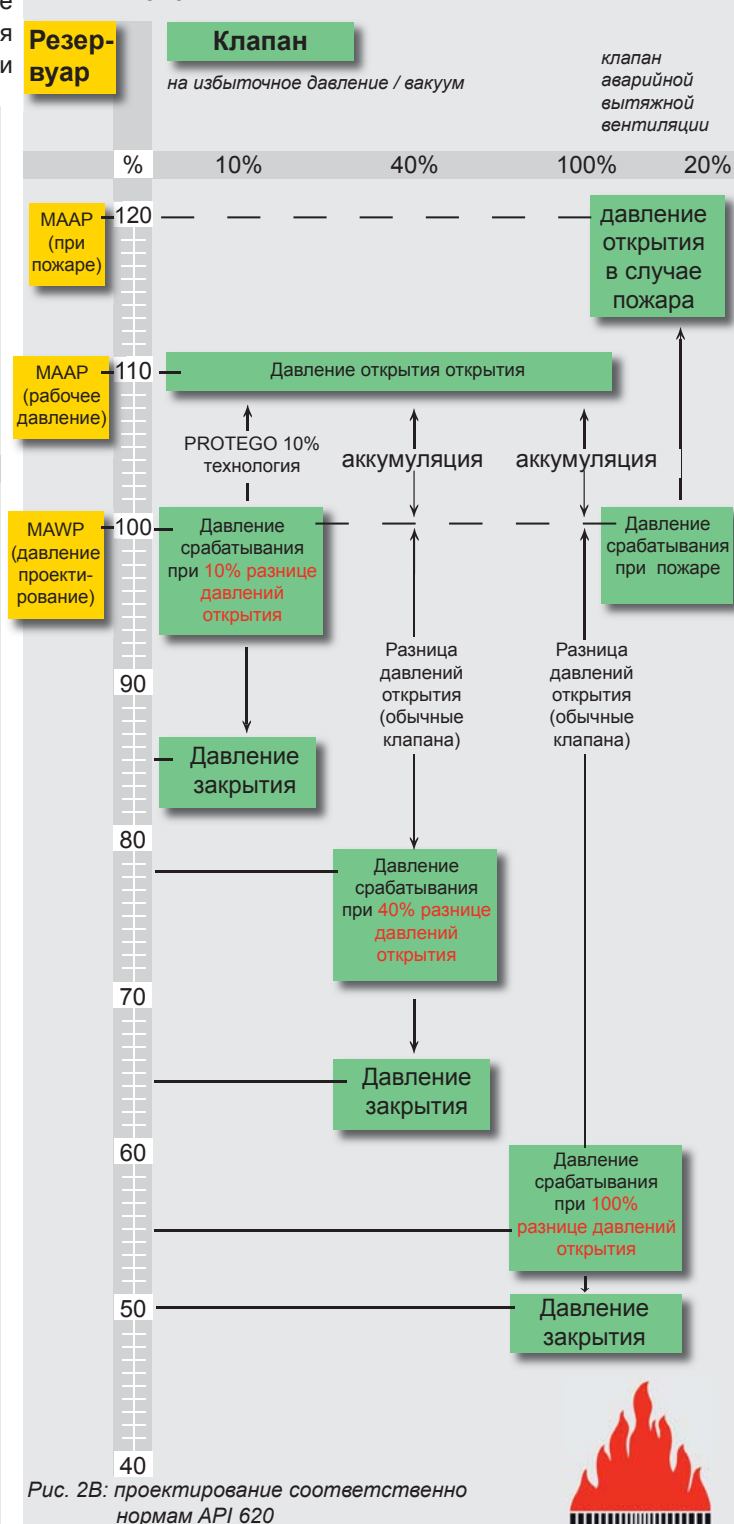 е
я
и
Резер-
вуар
Клапан
на избыточное давление / вакуум
клапан
аварийной
вытяжной
вентиляции
% 10% 40% 100% 20%
MAAP
(при
пожаре)
120
давление
открытия
в случае
пожара
MAAP
(рабочее
давление)
110
Давление открытия открытия
PROTEGO 10%
технология
аккумуляция
аккумуляция
MAWP
(давление
проекти-
рование)
100
Давление
срабатывания
при 10% разнице
давлений
открытия
Давление
срабатывания
при пожаре
Разница
давлений
открытия
(обычные
клапана)
Разница
давлений
открытия
(обычные
клапана)
90
Давление
закрытия
80
Давление
срабатывания
при 40% разнице
давлений
открытия
70
Давление
закрытия
60
Давление
срабатывания
при 100%
разнице давлений
открытия
50
Давление
закрытия
40
Рис. 2B: проектирование соответственно
нормам API 620